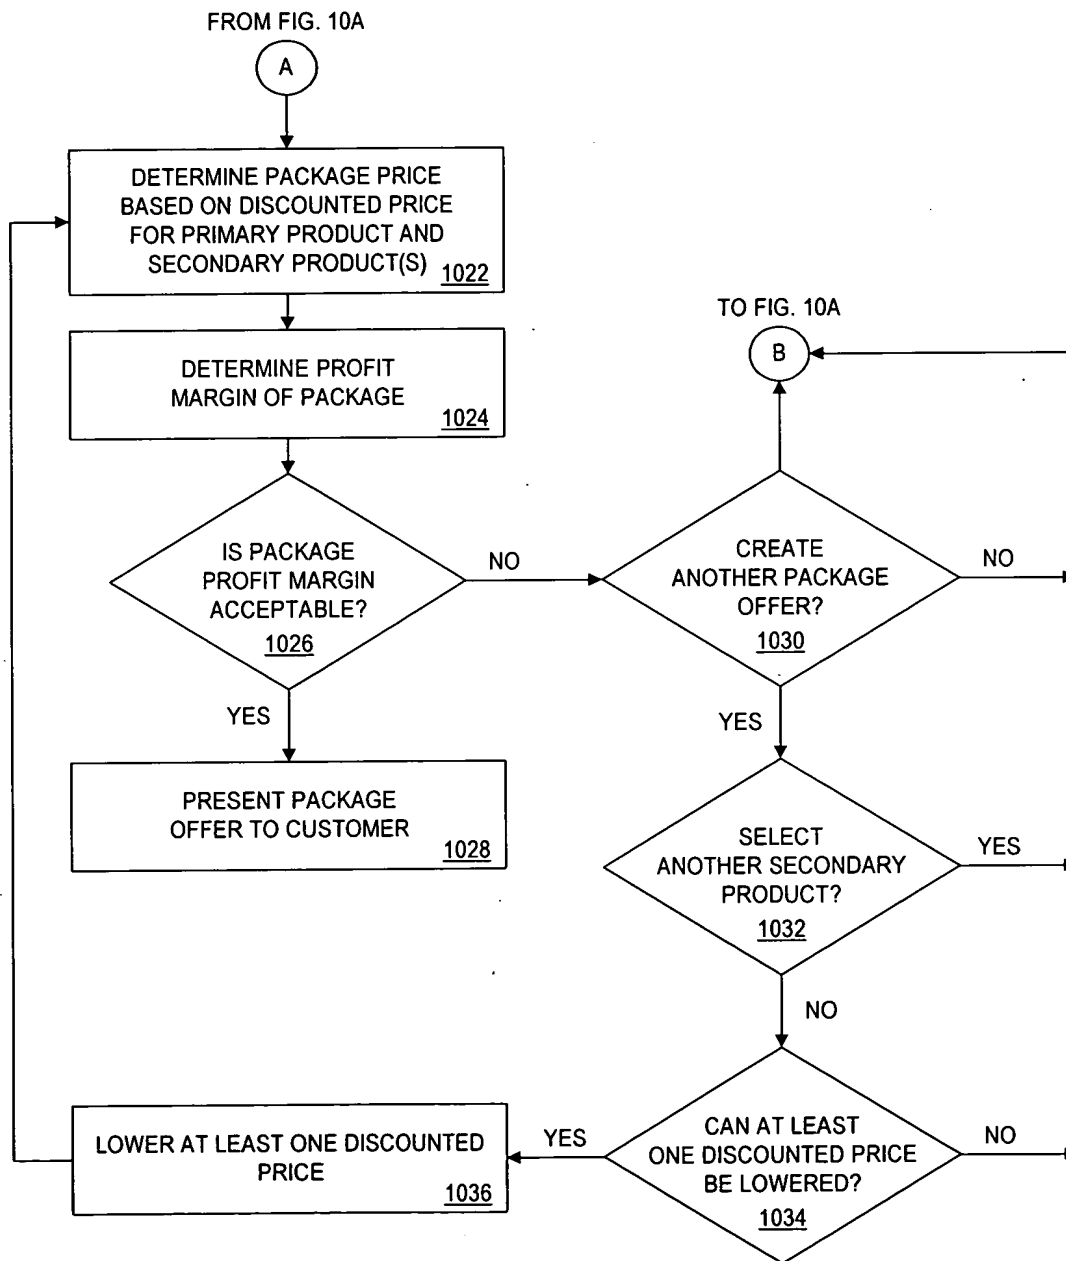 FROM FIG. 10A
A
DETERMINE PACKAGE PRICE
BASED ON DISCOUNTED PRICE
FOR PRIMARY PRODUCT AND
SECONDARY PRODUCT(S)
1022
DETERMINE PROFIT
MARGIN OF PACKAGE
1024
IS PACKAGE
PROFIT MARGIN
ACCEPTABLE?
1026
NO
YES
PRESENT PACKAGE
OFFER TO CUSTOMER
1028
TO FIG. 10A
B
CREATE
ANOTHER PACKAGE
OFFER?
1030
NO
YES
SELECT
ANOTHER SECONDARY
PRODUCT?
1032
YES
NO
CAN AT LEAST
ONE DISCOUNTED PRICE
BE LOWERED?
1034
NO
YES
LOWER AT LEAST ONE DISCOUNTED
PRICE
1036